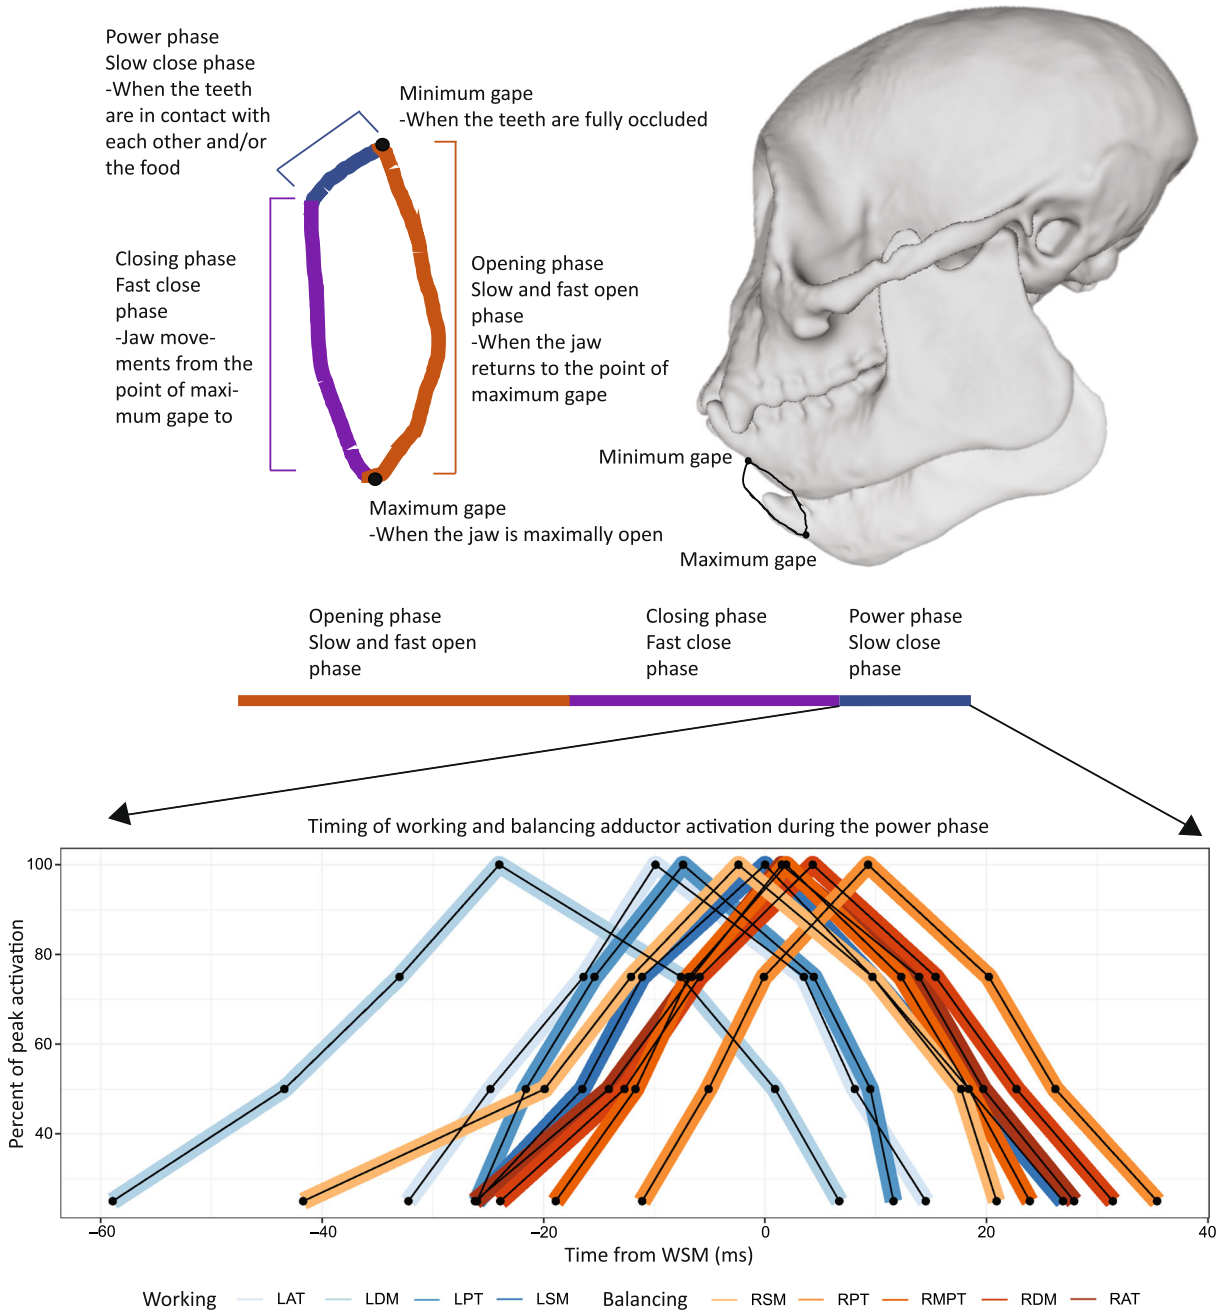 Power phase
Slow close phase
-When the teeth
are in contact with
each other and/or
the food
Minimum gape
-When the teeth are fully occluded
Closing phase
Fast close
phase
-Jaw move-
ments from the
point of maxi-
mum gape to
Opening phase
Slow and fast open
phase
-When the jaw
returns to the point of
maximum gape
Maximum gape
-When the jaw is maximally open
Minimum gape
Maximum gape
Opening phase
Slow and fast open
phase
Closing phase
Fast close
phase
Power phase
Slow close
phase
Timing of working and balancing adductor activation during the power phase
Percent of peak activation
100
80
60
40
−60 −40 −20 0 20 40
Time from WSM (ms)
Working LAT LDM LPT LSM Balancing RSM RPT RMPT RDM RAT